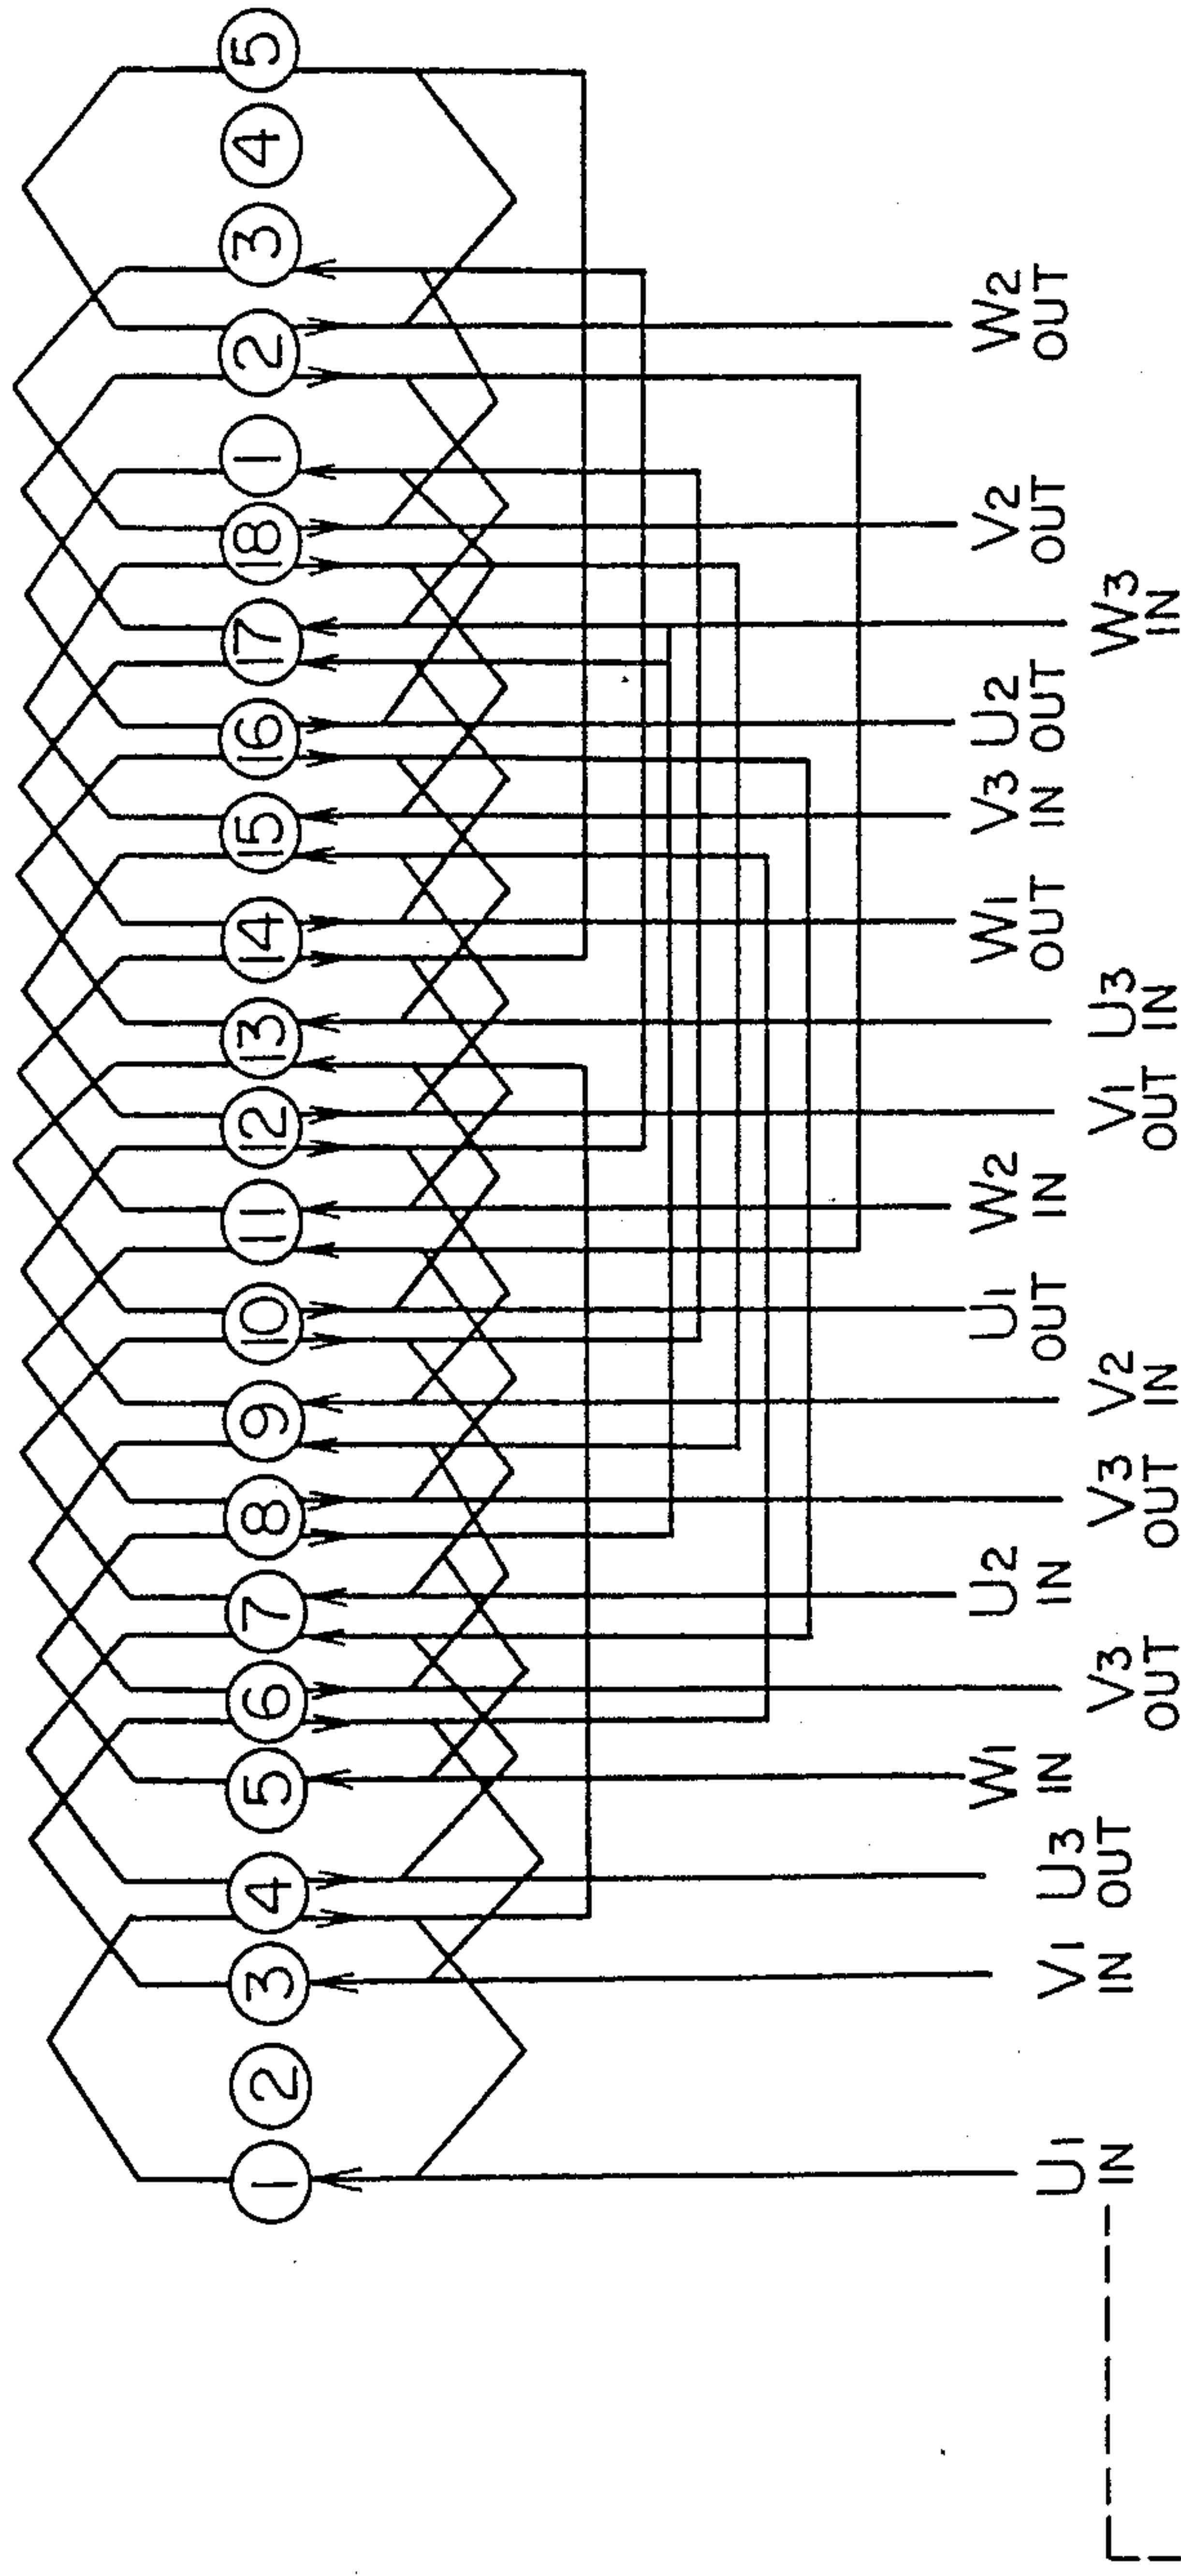 1 2 3 4 5 6 7 8 9 10 11 12 13 14 15 16 17 18 1 2 3 4 5
U1 IN
V1 IN
U3 OUT
W1 IN
V3 OUT
U2 IN
V3 OUT
V2 IN
U1 OUT
W2 IN
V1 OUT
U3 IN
W1 OUT
V3 IN
U2 OUT
W3 IN
V2 OUT
W2 OUT